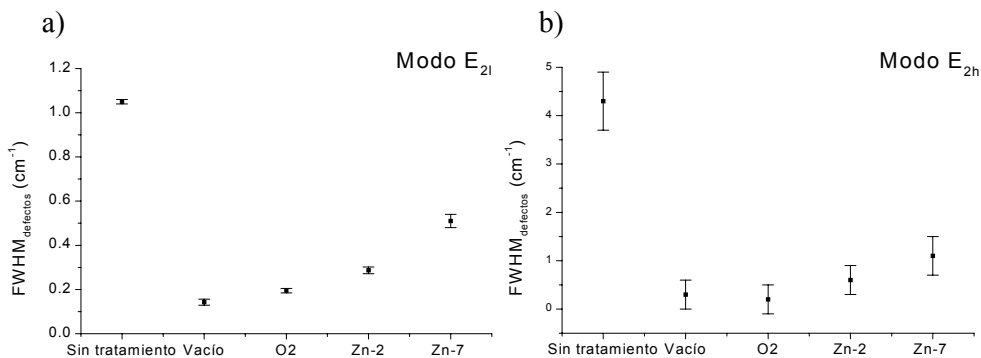 a)
Modo E2l
1.2
1.0
0.8
0.6
0.4
0.2
0.0
FWHMdefectos (cm-1)
Sin tratamiento Vacío O2 Zn-2 Zn-7
b)
Modo E2h
5
4
3
2
1
0
FWHMdefectos (cm-1)
Sin tratamiento Vacío O2 Zn-2 Zn-7